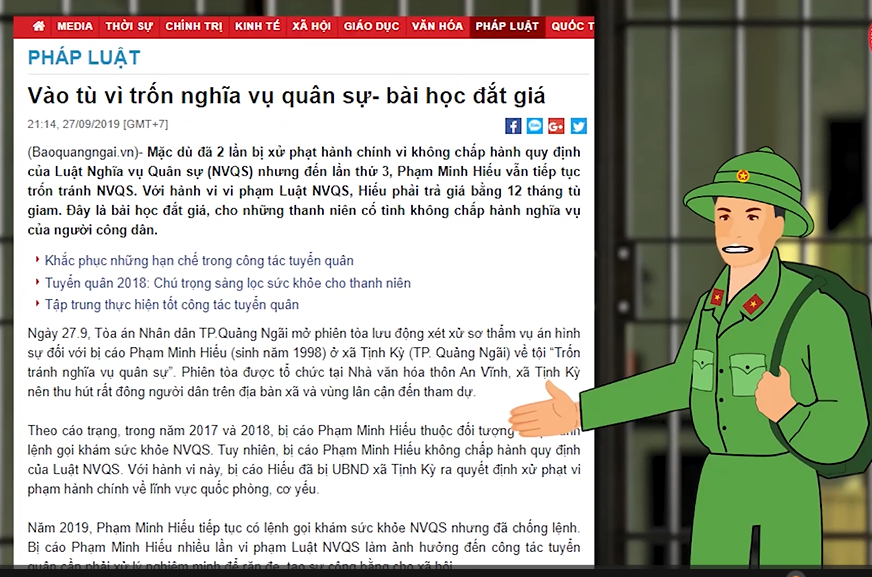 MEDIA THỜI SỰ CHÍNH TRỊ KINH TẾ XÃ HỘI GIÁO DỤC VĂN HÓA PHÁP LUẬT QUỐC T
PHÁP LUẬT
Vào tù vì trốn nghĩa vụ quân sự- bài học đắt giá
21:14, 27/09/2019 [GMT+7]
(Baoquangngai.vn)- Mặc dù đã 2 lần bị xử phạt hành chính vì không chấp hành quy định
của Luật Nghĩa vụ Quân sự (NVQS) nhưng đến lần thứ 3, Phạm Minh Hiếu vẫn tiếp tục
trốn tránh NVQS. Với hành vi vi phạm Luật NVQS, Hiếu phải trả giá bằng 12 tháng tù
giam. Đây là bài học đắt giá, cho những thanh niên cố tình không chấp hành nghĩa vụ
của người công dân.
Khắc phục những hạn chế trong công tác tuyển quân
Tuyển quân 2018: Chú trọng sàng lọc sức khỏe cho thanh niên
Tập trung thực hiện tốt công tác tuyển quân
Ngày 27.9, Tòa án Nhân dân TP.Quảng Ngãi mở phiên tòa lưu động xét xử sơ thẩm vụ án hình
sự đối với bị cáo Phạm Minh Hiếu (sinh năm 1998) ở xã Tịnh Kỳ (TP. Quảng Ngãi) về tội "Trốn
tránh nghĩa vụ quân sự". Phiên tòa được tổ chức tại Nhà văn hóa thôn An Vĩnh, xã Tịnh Kỳ
nên thu hút rất đông người dân trên địa bàn xã và vùng lân cận đến tham dự.
Theo cáo trạng, trong năm 2017 và 2018, bị cáo Phạm Minh Hiếu thuộc đối tượng
lệnh gọi khám sức khỏe NVQS. Tuy nhiên, bị cáo Phạm Minh Hiếu không chấp hành quy định
của Luật NVQS. Với hành vi này, bị cáo Hiếu đã bị UBND xã Tịnh Kỳ ra quyết định xử phạt vi
phạm hành chính về lĩnh vực quốc phòng, cơ yếu.
Năm 2019, Phạm Minh Hiếu tiếp tục có lệnh gọi khám sức khỏe NVQS nhưng đã chống lệnh.
Bị cáo Phạm Minh Hiếu nhiều lần vi phạm Luật NVQS làm ảnh hưởng đến công tác tuyển
quân cần phải xử lý nghiêm minh để răn đe, tạo sự công bằng cho xã hội.